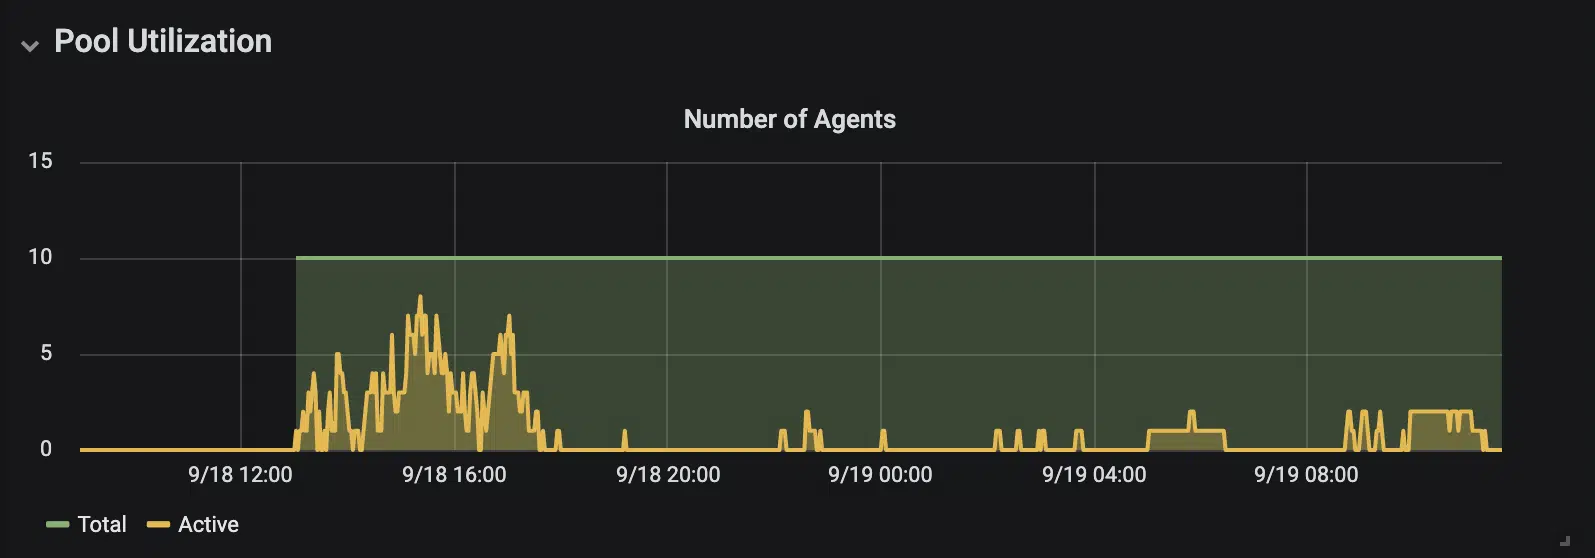 Pool Utilization
Number of Agents
15
10
5
0
9/18 12:00 9/18 16:00 9/18 20:00 9/19 00:00 9/19 04:00 9/19 08:00
Total Active